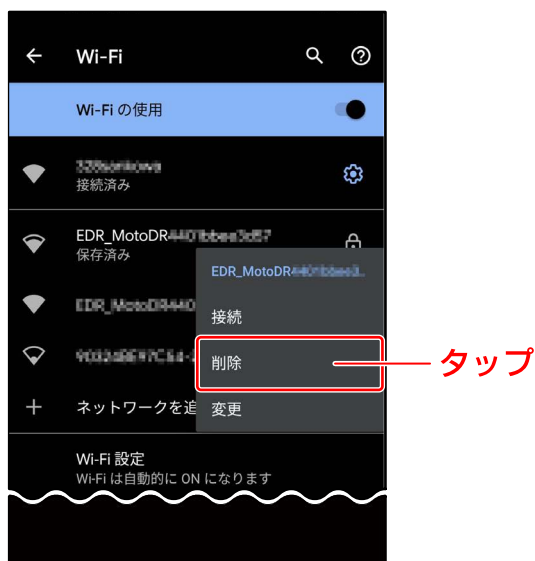 Wi-Fi
Wi-Fi の使用
接続済み
EDR_MotoDR
保存済み
EDR_MotoDR
接続
削除
タップ
ネットワークを追
変更
Wi-Fi 設定
Wi-Fi は自動的に ON になります